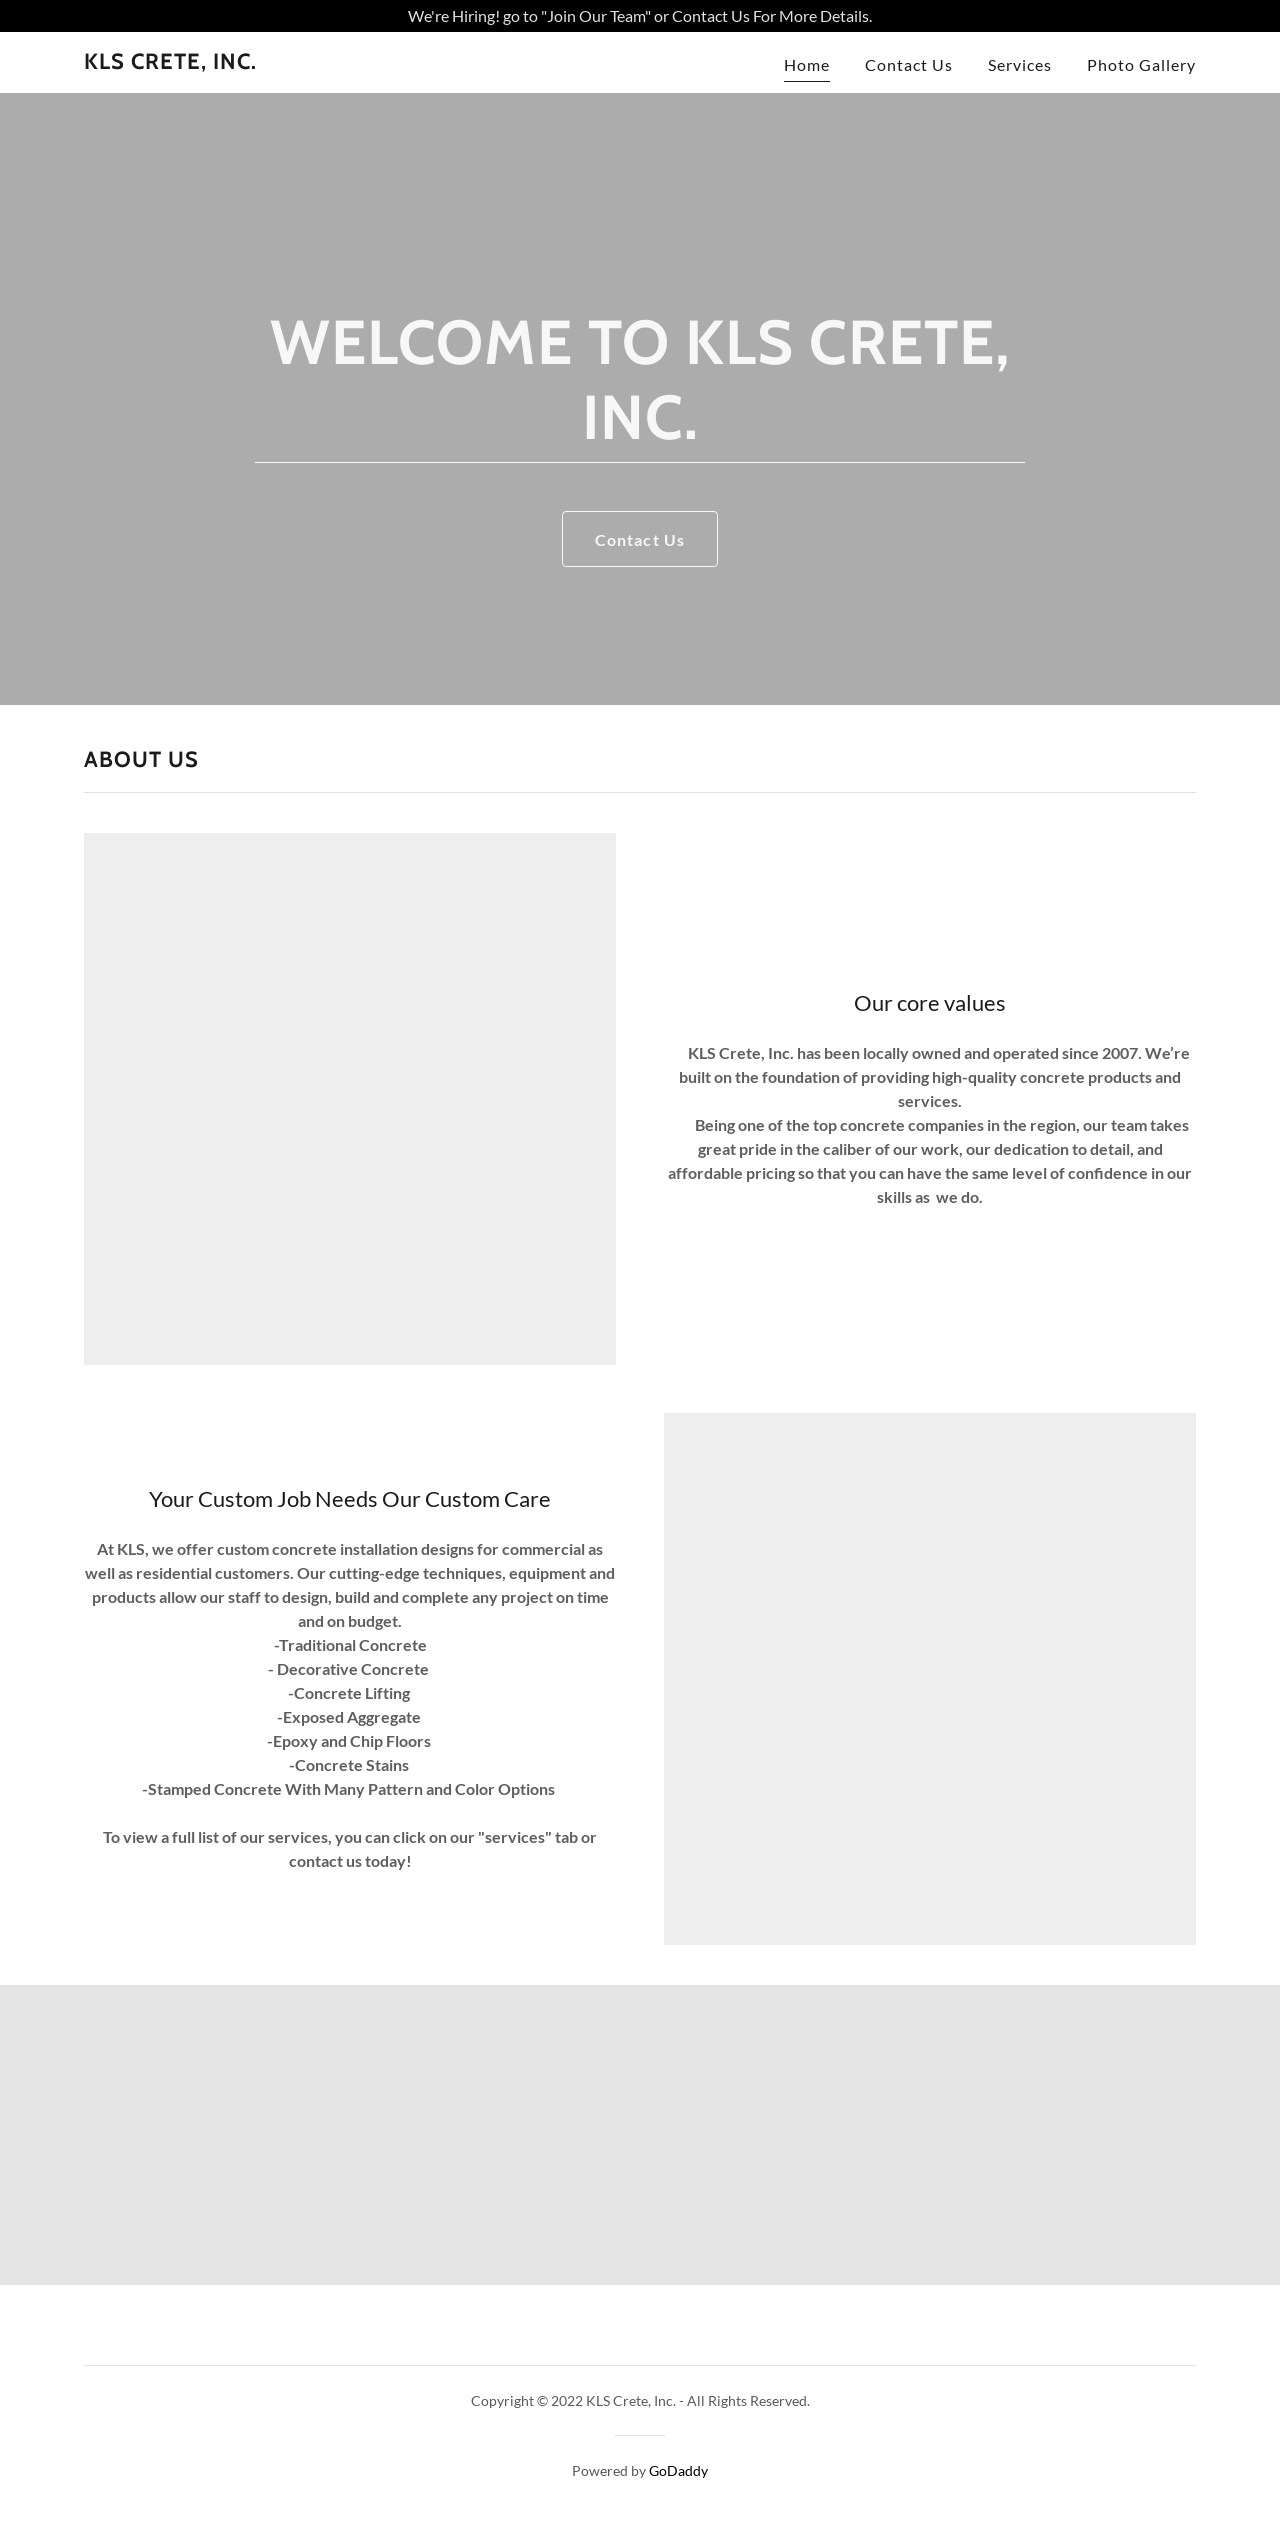 We're Hiring! go to "Join Our Team" or Contact Us For More Details.
KLS CRETE, INC.
Home
Contact Us
Services
Photo Gallery
WELCOME TO KLS CRETE,
INC.
Contact Us
ABOUT US
Our core values
KLS Crete, Inc. has been locally owned and operated since 2007. We’re
built on the foundation of providing high-quality concrete products and
services.
Being one of the top concrete companies in the region, our team takes
great pride in the caliber of our work, our dedication to detail, and
affordable pricing so that you can have the same level of confidence in our
skills as  we do.
Your Custom Job Needs Our Custom Care
At KLS, we offer custom concrete installation designs for commercial as
well as residential customers. Our cutting-edge techniques, equipment and
products allow our staff to design, build and complete any project on time
and on budget.
-Traditional Concrete
- Decorative Concrete
-Concrete Lifting
-Exposed Aggregate
-Epoxy and Chip Floors
-Concrete Stains
-Stamped Concrete With Many Pattern and Color Options
To view a full list of our services, you can click on our "services" tab or
contact us today!
Copyright © 2022 KLS Crete, Inc. - All Rights Reserved.
Powered by GoDaddy